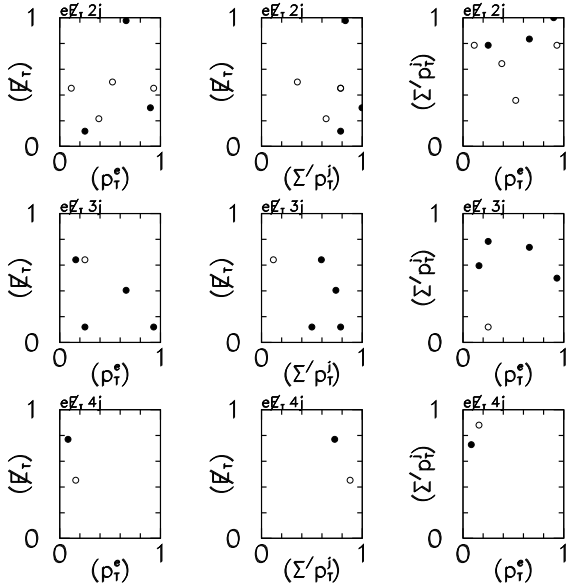 eE̸T 2j eE̸T 2j eE̸T 2j
1 1 1
(E̸T) (E̸T) (Σ′pTj)
0 0 0
0 1 0 1 0 1
(pTe) (Σ′pTj) (pTe)
eE̸T 3j eE̸T 3j eE̸T 3j
1 1 1
(E̸T) (E̸T) (Σ′pTj)
0 0 0
0 1 0 1 0 1
(pTe) (Σ′pTj) (pTe)
eE̸T 4j eE̸T 4j eE̸T 4j
1 1 1
(E̸T) (E̸T) (Σ′pTj)
0 0 0
0 1 0 1 0 1
(pTe) (Σ′pTj) (pTe)